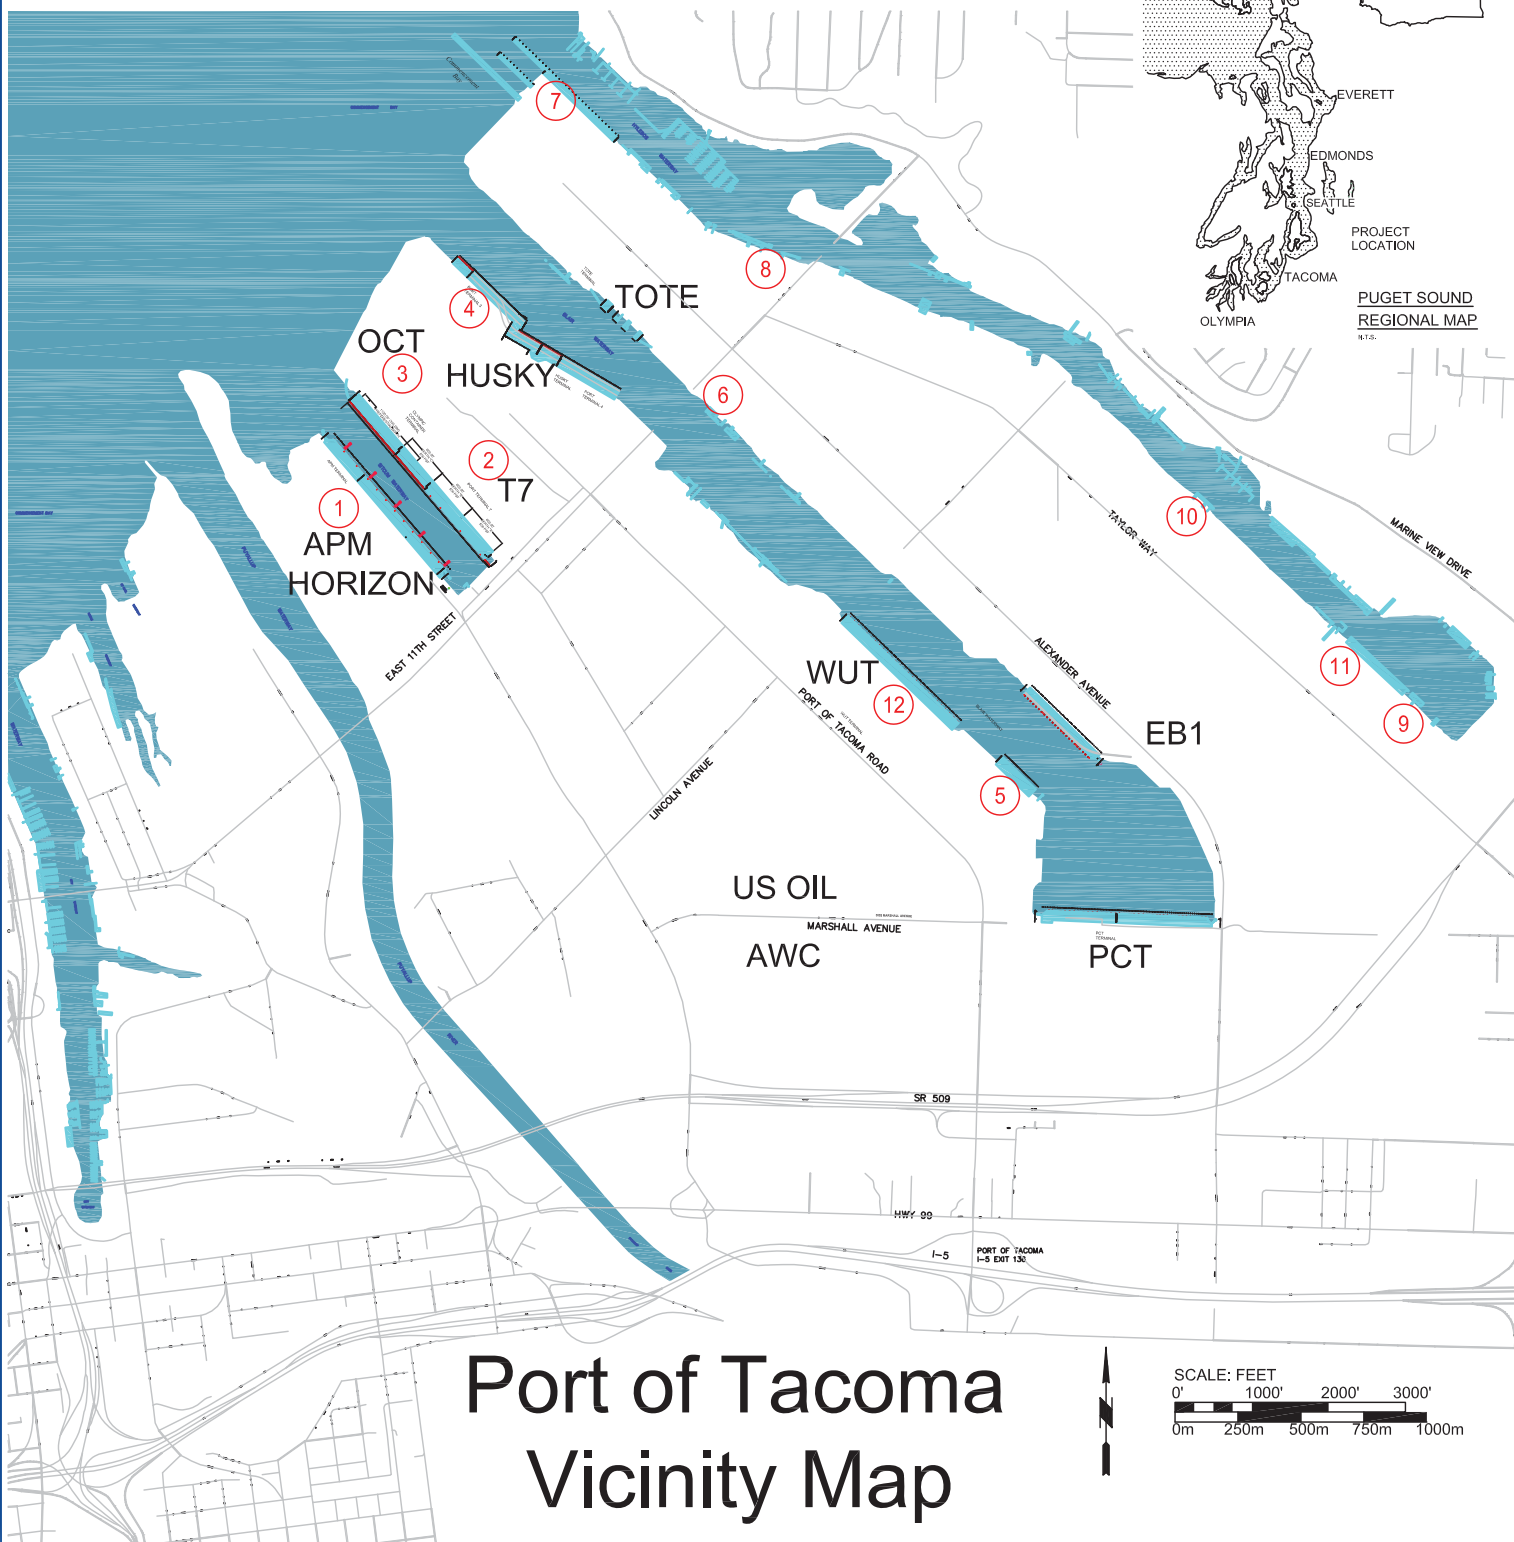 EVERETT
EDMONDS
SEATTLE
PROJECT
LOCATION
TACOMA
OLYMPIA
PUGET SOUND
REGIONAL MAP
N.T.S.
7
8
TOTE
4
OCT
3
HUSKY
6
2
T7
1
APM
HORIZON
10
TAYLOR WAY
MARINE VIEW DRIVE
EAST 11TH STREET
ALEXANDER AVENUE
11
9
WUT
12
PORT OF TACOMA ROAD
EB1
5
LINCOLN AVENUE
US OIL
MARSHALL AVENUE
AWC
PCT
PCT
TERMINAL
SR 509
HWY 99
I-5
PORT OF TACOMA
I-5 EXIT 136
Port of Tacoma
Vicinity Map
SCALE: FEET
0' 1000' 2000' 3000'
0m 250m 500m 750m 1000m